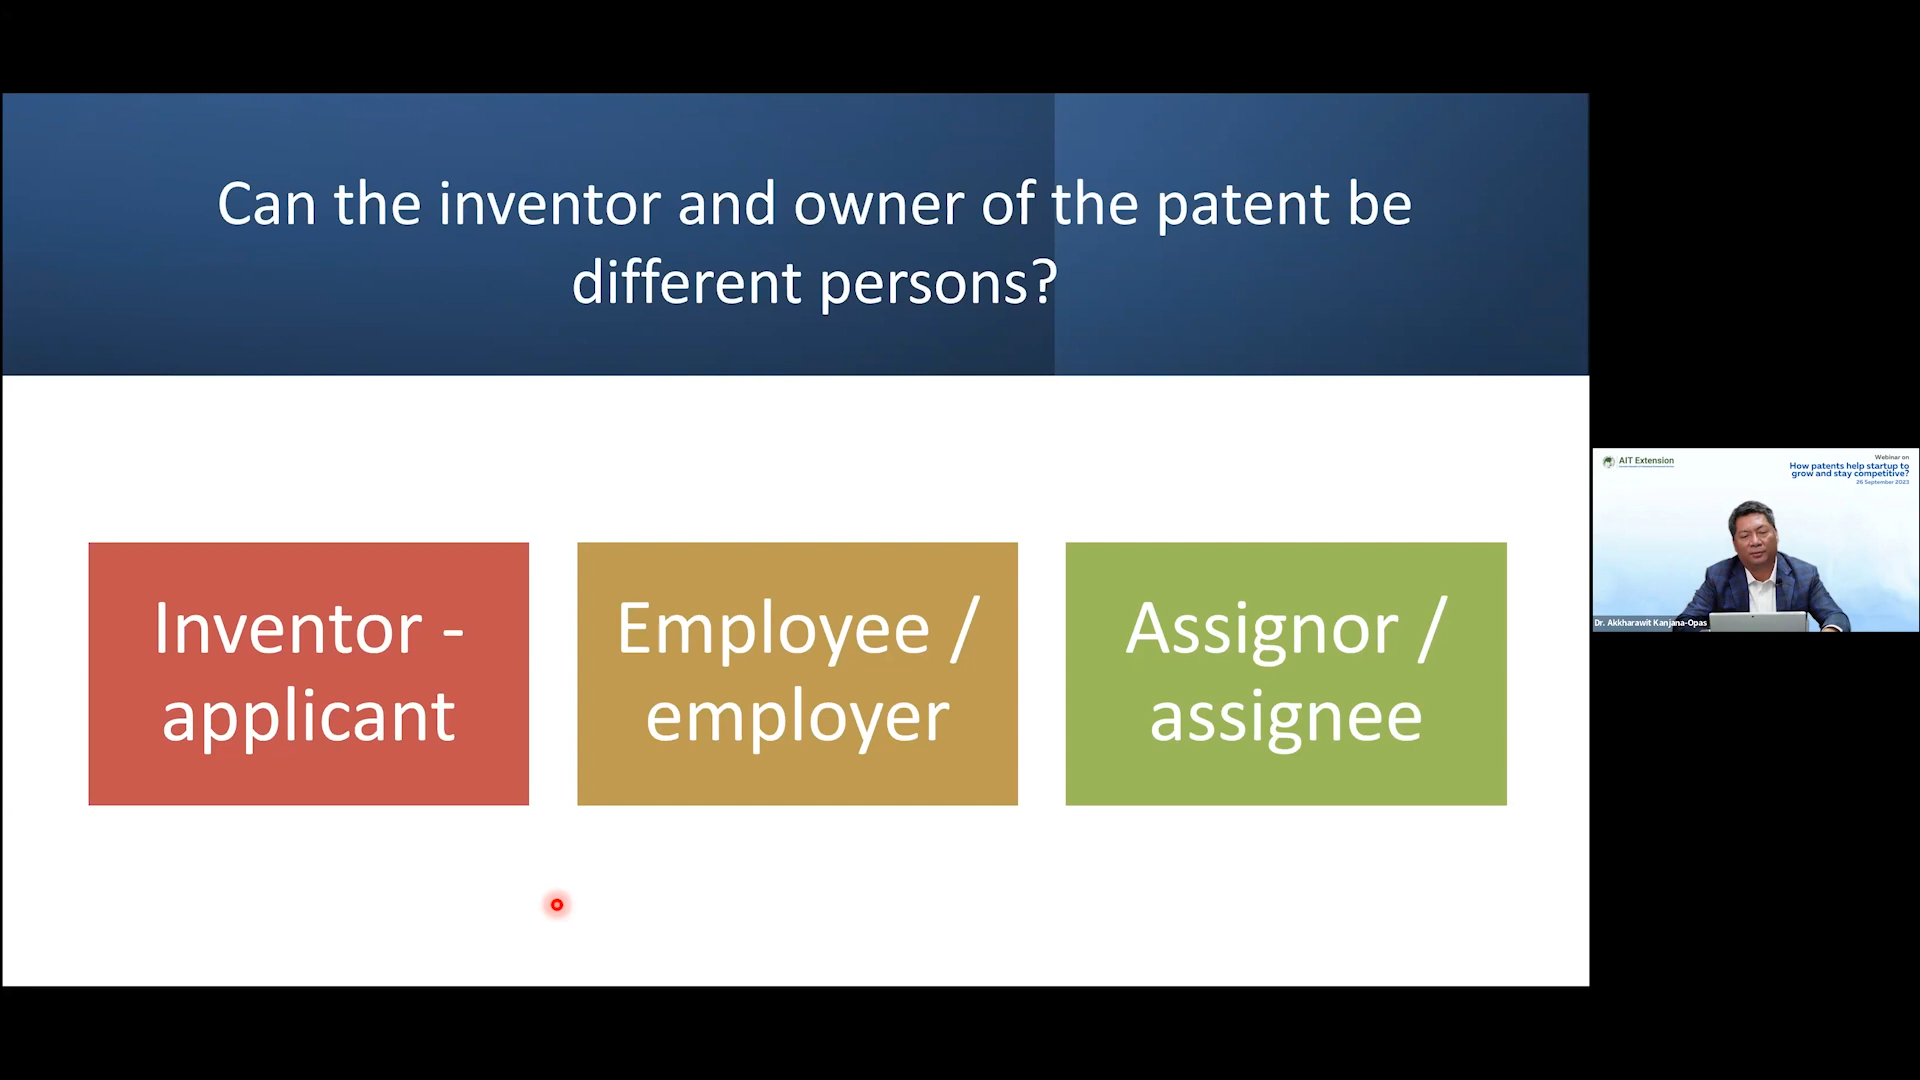 Can the inventor and owner of the patent be
different persons?
Inventor -
applicant
Employee /
employer
Assignor /
assignee
AIT Extension
Webinar on
How patents help startup to
grow and stay competitive?
26 September 2023
Dr. Akkharawit Kanjana-Opas